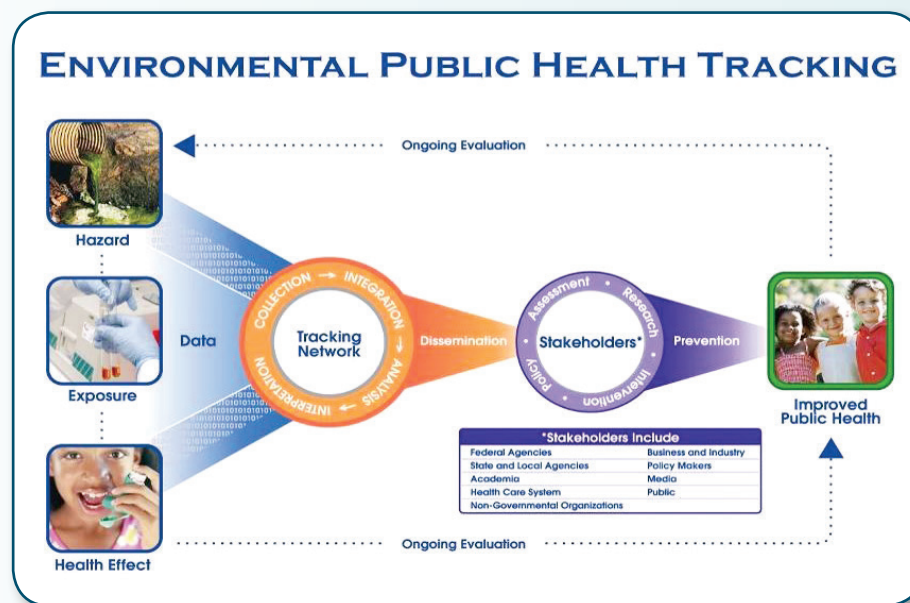 ENVIRONMENTAL PUBLIC HEALTH TRACKING
Ongoing Evaluation
Hazard
Exposure
Health Effect
Data
COLLECTION → INTEGRATION → ANALYSIS → INTERPRETATION
Tracking
Network
Dissemination
Assessment • Research • Intervention • Policy •
Stakeholders*
Prevention
Improved
Public Health
*Stakeholders Include
Federal Agencies
State and Local Agencies
Academia
Health Care System
Non-Governmental Organizations
Business and Industry
Policy Makers
Media
Public
Ongoing Evaluation